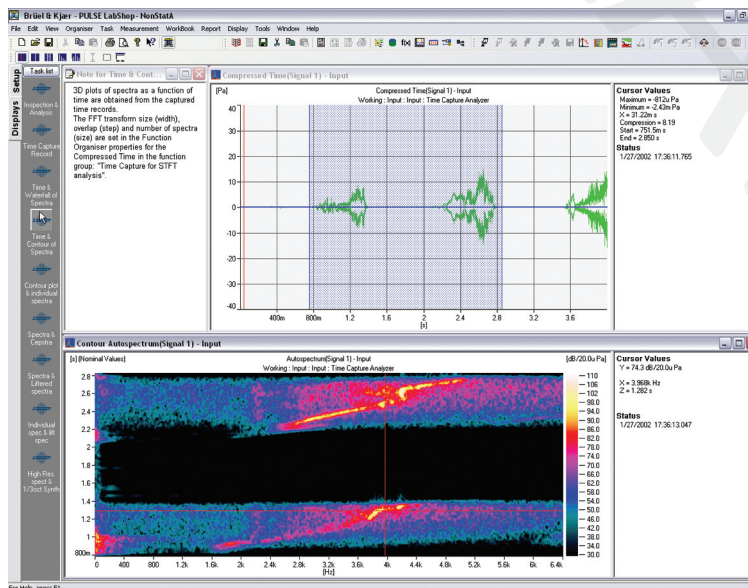 Brüel & Kjær - PULSE LabShop - NonStatA
File Edit View Organiser Task Measurement WorkBook Report Display Tools Window Help
Setup
Displays
Task list
Inspection &
Analysis
Time Capture
Record
Time &
Waterfall of
Spectra
Time &
Contour of
Spectra
Contour plot
& individual
spectra
Spectra &
Cepstra
Spectra &
Liftered
spectra
Individual
spec & lift
spec
High Res.
spect &
1/3oct Synth
Note for Time & Cont...
3D plots of spectra as a function of
time are obtained from the captured
time records.
The FFT transform size (width),
overlap (step) and number of spectra
(size) are set in the Function
Organiser properties for the
Compressed Time in the function
group: "Time Capture for STFT
analysis".
Compressed Time(Signal 1) - Input
[Pa]
Compressed Time(Signal 1) - Input
Working : Input : Input : Time Capture Analyzer
40
30
20
10
0
-10
-20
-30
-40
400m 800m 1.2 1.6 2 2.4 2.8 3.2 3.6
[s]
Cursor Values
Maximum = -812u Pa
Minimum = -2.43m Pa
X = 31.22m s
Compression = 8.19
Start = 751.5m s
End = 2.850 s
Status
1/27/2002 17:36:11.765
Contour Autospectrum(Signal 1) - Input
[s] (Nominal Values)
Autospectrum(Signal 1) - Input
Working : Input : Input : Time Capture Analyzer
[dB/20.0u Pa]
2.8
2.6
2.4
2.2
2
1.8
1.6
1.4
1.2
1
800m
0 400 800 1.2k 1.6k 2k 2.4k 2.8k 3.2k 3.6k 4k 4.4k 4.8k 5.2k 5.6k 6k 6.4k
[Hz]
110
106
102
98.0
94.0
90.0
86.0
82.0
78.0
74.0
70.0
66.0
62.0
58.0
54.0
50.0
46.0
42.0
38.0
34.0
30.0
Cursor Values
Y = 74.3 dB/20.0u Pa
X = 3.968k Hz
Z = 1.282 s
Status
1/27/2002 17:36:13.047
For Help, press F1